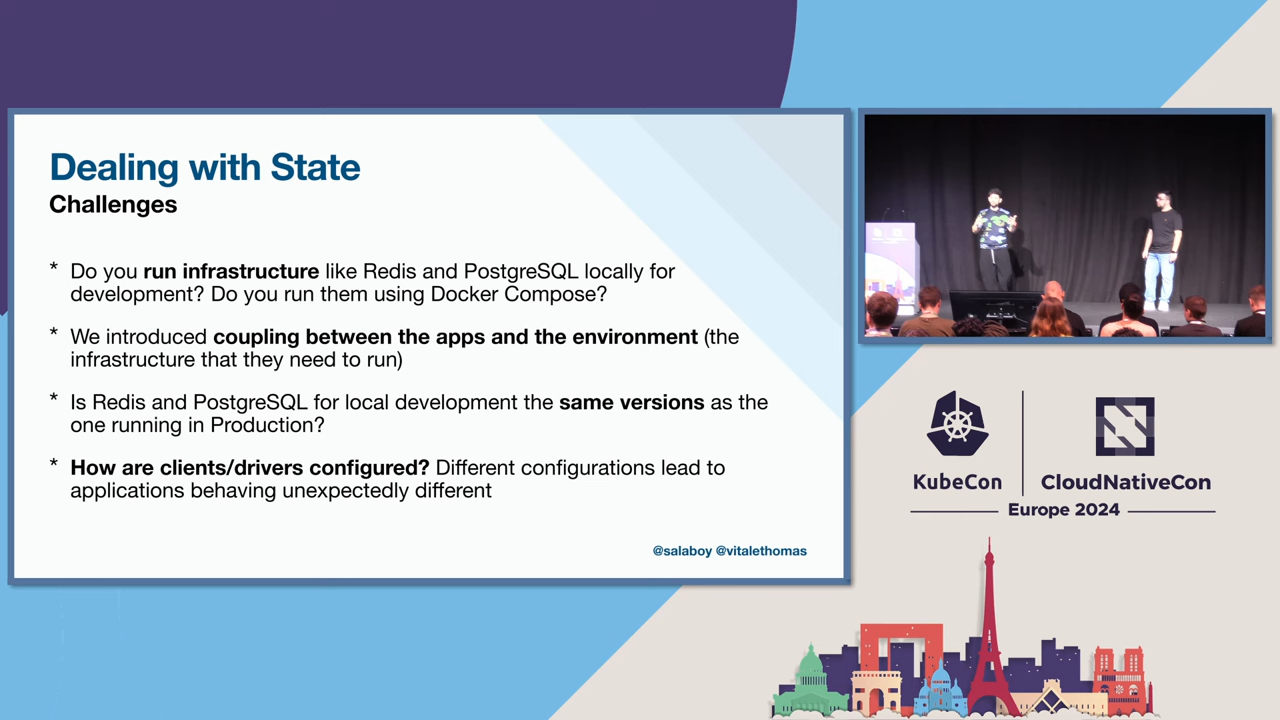 Dealing with State
Challenges
* Do you run infrastructure like Redis and PostgreSQL locally for
development? Do you run them using Docker Compose?
* We introduced coupling between the apps and the environment (the
infrastructure that they need to run)
* Is Redis and PostgreSQL for local development the same versions as the
one running in Production?
* How are clients/drivers configured? Different configurations lead to
applications behaving unexpectedly different
@salaboy @vitalethomas
KubeCon
CloudNativeCon
Europe 2024